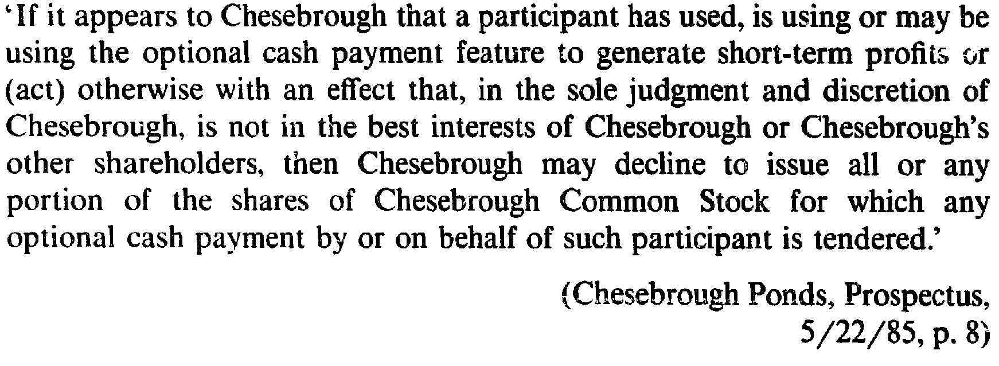 ‘If it appears to Chesebrough that a participant has used, is using or may be
using the optional cash payment feature to generate short-term profits or
(act) otherwise with an effect that, in the sole judgment and discretion of
Chesebrough, is not in the best interests of Chesebrough or Chesebrough’s
other shareholders, then Chesebrough may decline to issue all or any
portion of the shares of Chesebrough Common Stock for which any
optional cash payment by or on behalf of such participant is tendered.’
(Chesebrough Ponds, Prospectus,
5/22/85, p. 8)